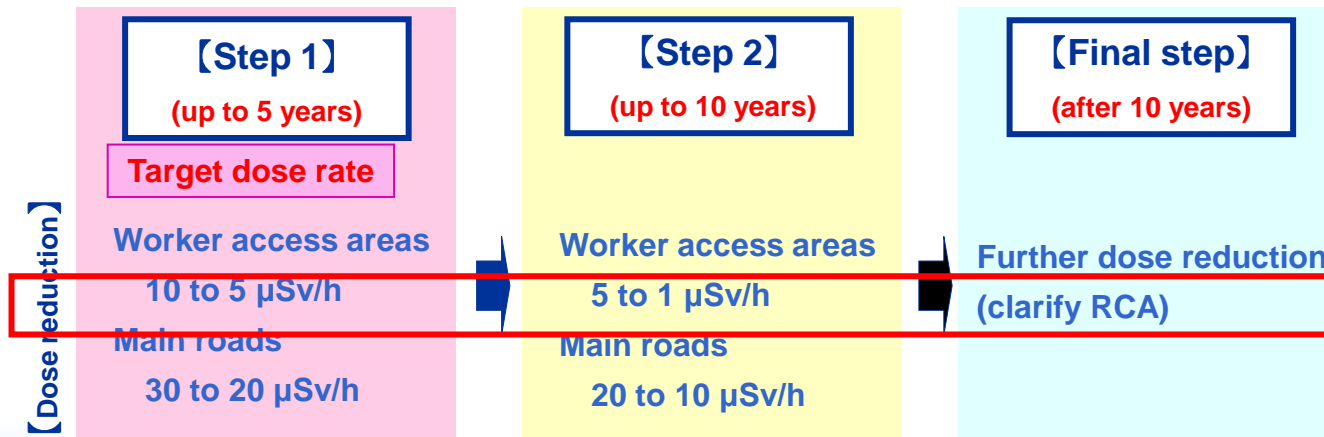 【Step 1】
(up to 5 years)
Target dose rate
【Dose reduction】
Worker access areas
10 to 5 µSv/h
Main roads
30 to 20 µSv/h
【Step 2】
(up to 10 years)
Worker access areas
5 to 1 µSv/h
Main roads
20 to 10 µSv/h
【Final step】
(after 10 years)
Further dose reduction
(clarify RCA)